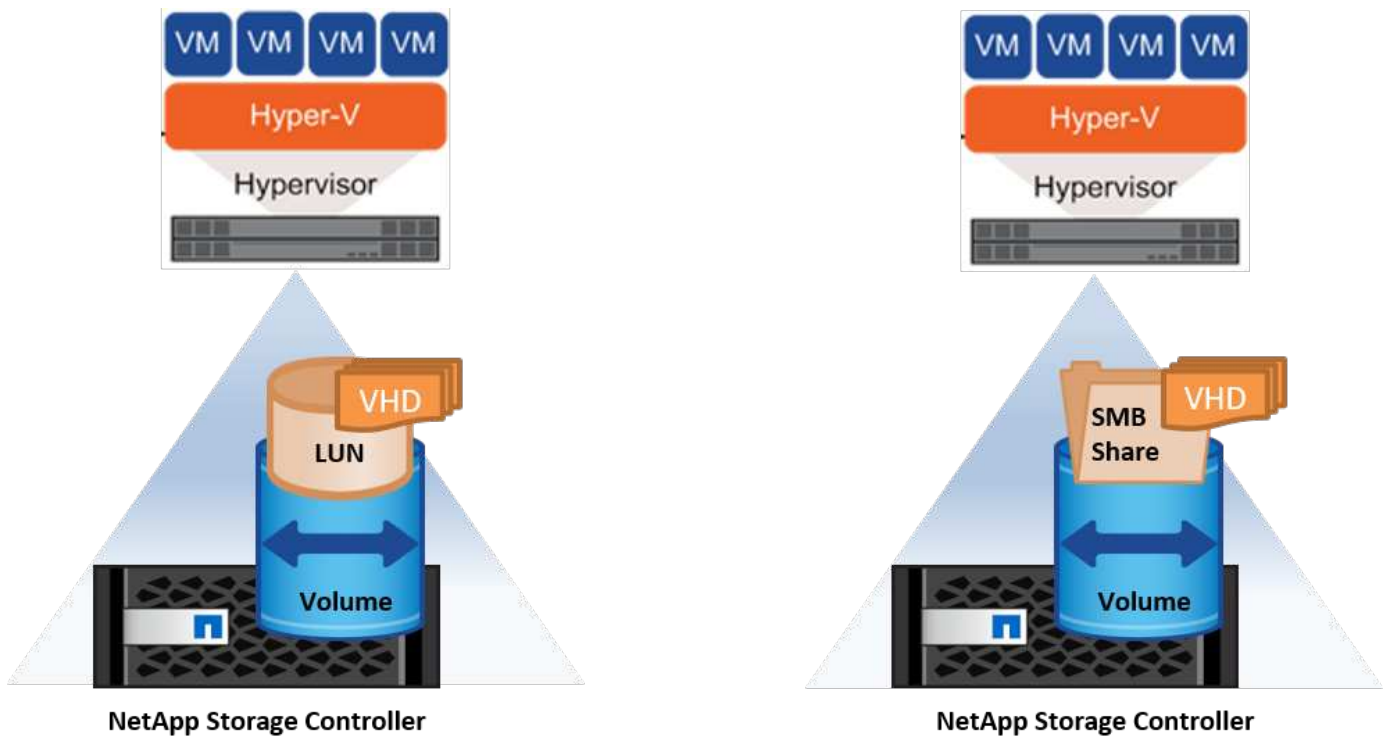 VM VM VM VM
Hyper-V
Hypervisor
VHD
LUN
Volume
NetApp Storage Controller
VM VM VM VM
Hyper-V
Hypervisor
VHD
SMB
Share
Volume
NetApp Storage Controller